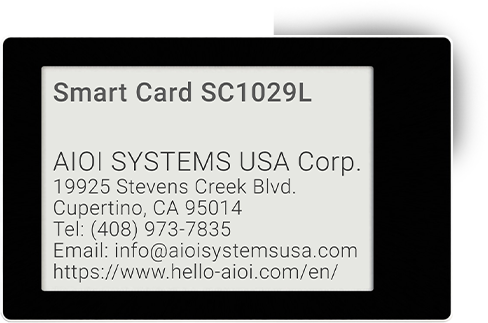 Smart Card SC1029L
AIOI SYSTEMS USA Corp.
19925 Stevens Creek Blvd.
Cupertino, CA 95014
Tel: (408) 973-7835
Email: info@aioisystemsusa.com
https://www.hello-aioi.com/en/